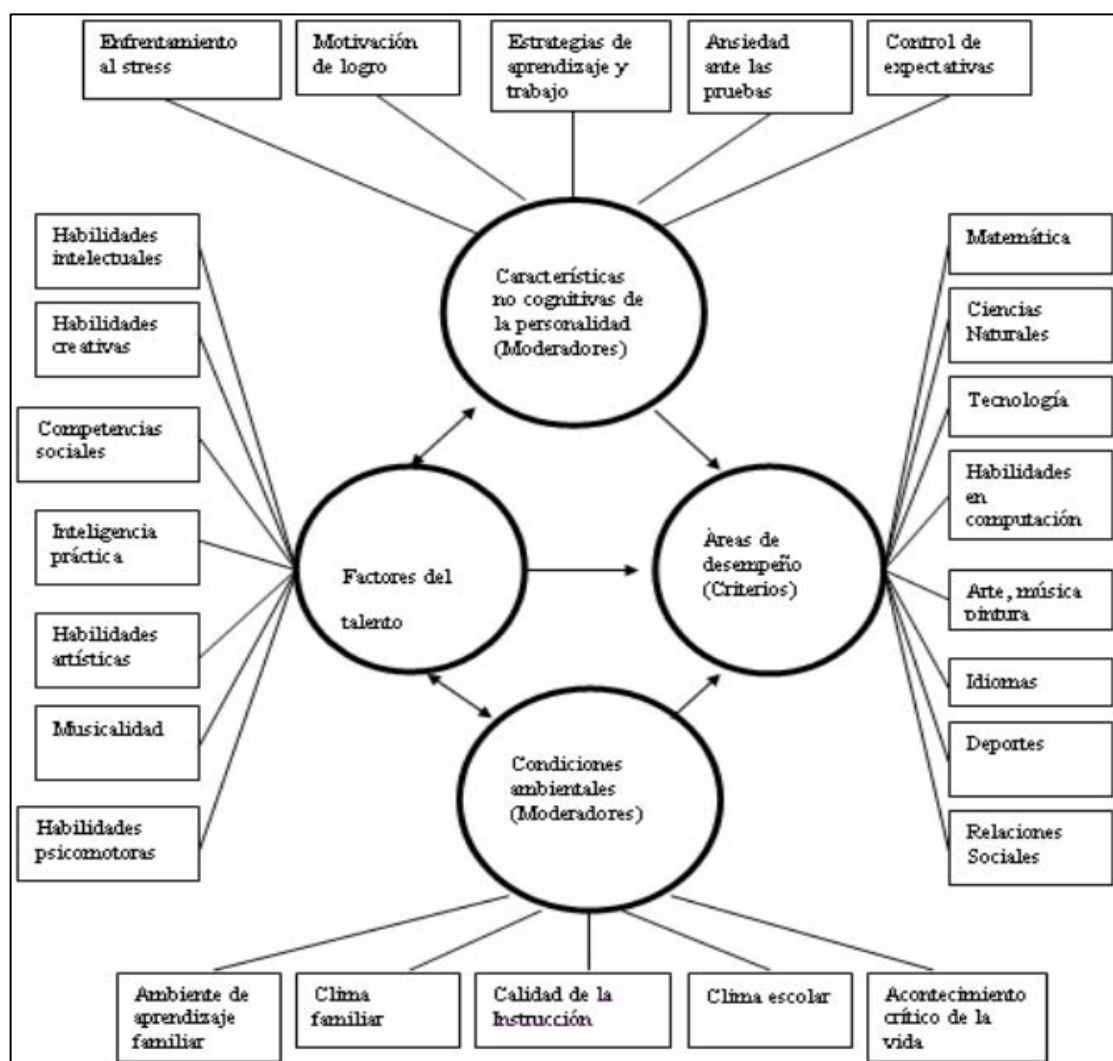 Enfrentamiento
al stress
Motivación
de logro
Estrategias de
aprendizaje y
trabajo
Ansiedad
ante las
pruebas
Control de
expectativas
Características
no cognitivas de
la personalidad
(Moderadores)
Habilidades
intelectuales
Habilidades
creativas
Competencias
sociales
Inteligencia
práctica
Habilidades
artísticas
Musicalidad
Habilidades
psicomotoras
Factores del
talento
Áreas de
desempeño
(Criterios)
Matemática
Ciencias
Naturales
Tecnología
Habilidades
en
computación
Arte, música
pintura
Idiomas
Deportes
Relaciones
Sociales
Condiciones
ambientales
(Moderadores)
Ambiente de
aprendizaje
familiar
Clima
familiar
Calidad de la
Instrucción
Clima escolar
Acontecimiento
crítico de la
vida